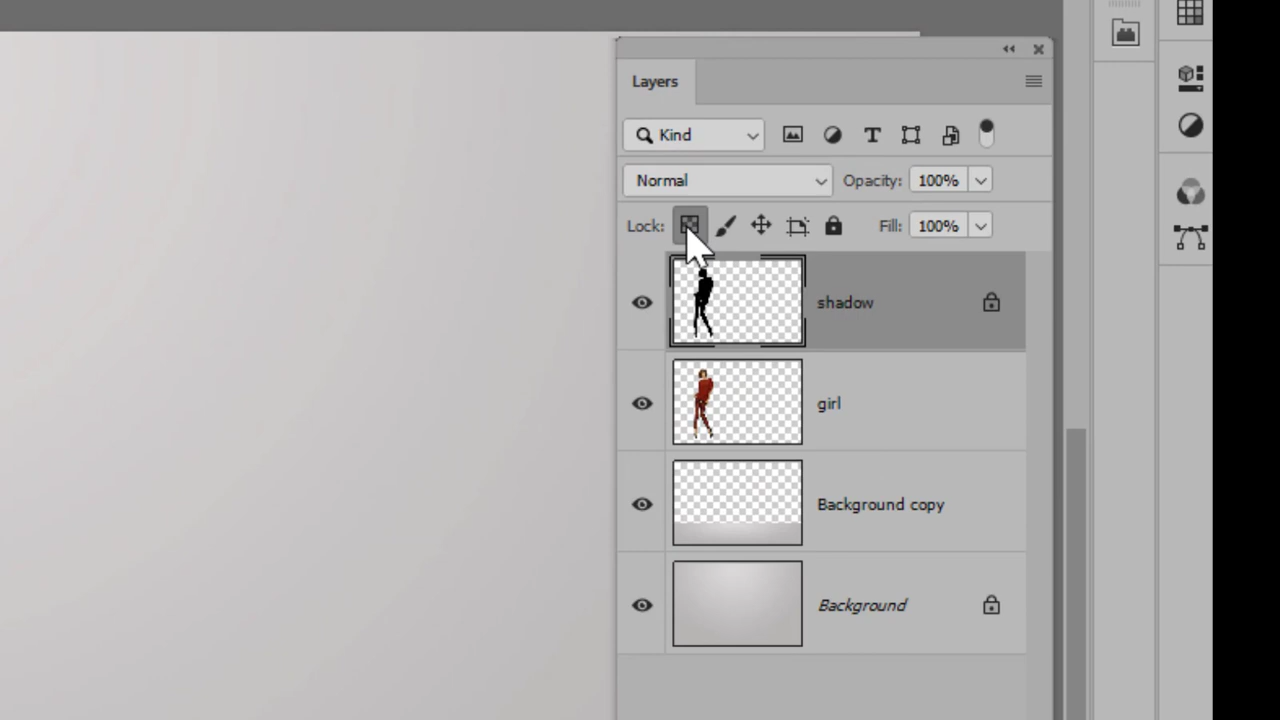 Layers
Kind
Normal Opacity: 100%
Lock: Fill: 100%
shadow
girl
Background copy
Background